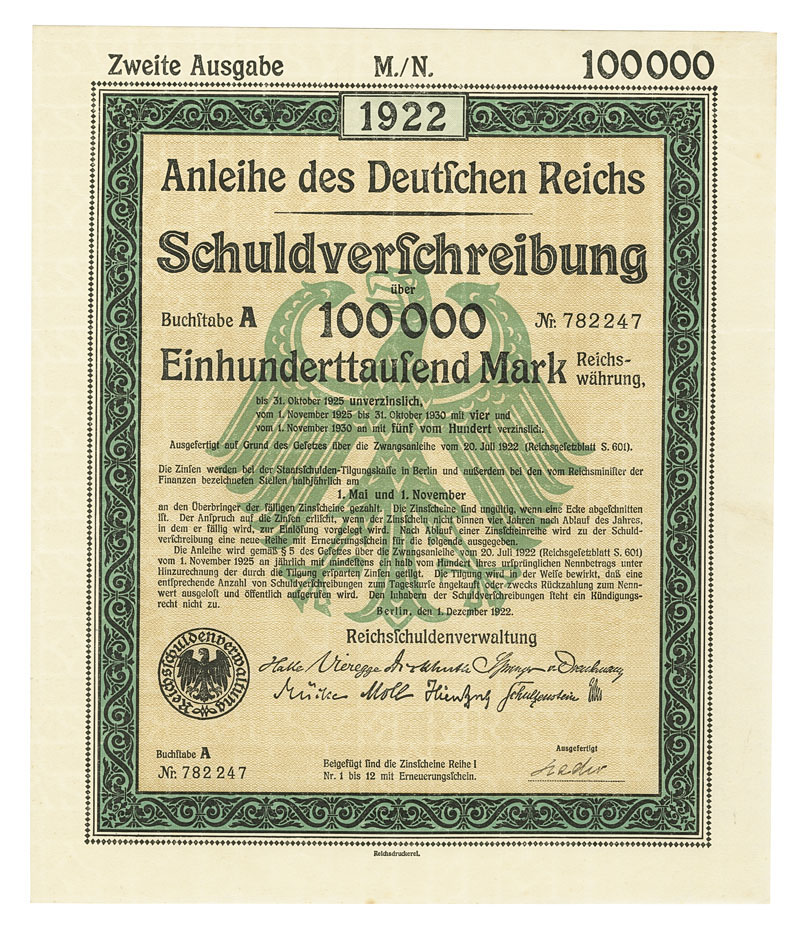 Zweite Ausgabe M./N. 100000
1922
Anleihe des Deutſchen Reichs
Schuldverſchreibung
über
Buchſtabe A 100000 Nr. 782247
Einhunderttauſend Mark Reichs-
währung,
bis 31. Oktober 1925 unverzinslich,
vom 1. November 1925 bis 31. Oktober 1930 mit vier und
vom 1. November 1930 an mit fünf vom Hundert verzinslich.
Ausgefertigt auf Grund des Geſetzes über die Zwangsanleihe vom 20. Juli 1922 (Reichsgeſetzblatt S. 601).
Die Zinſen werden bei der Staatsſchulden-Tilgungskaſſe in Berlin und außerdem bei den vom Reichsminiſter der
Finanzen bezeichneten Stellen halbjährlich am
1. Mai und 1. November
an den Überbringer der fälligen Zinsſcheine gezahlt. Die Zinsſcheine ſind ungültig, wenn eine Ecke abgeſchnitten
iſt. Der Anſpruch auf die Zinſen erliſcht, wenn der Zinsſchein nicht binnen vier Jahren nach Ablauf des Jahres,
in dem er fällig wird, zur Einlöſung vorgelegt wird. Nach Ablauf einer Zinsſcheinreihe wird zu der Schuld-
verſchreibung eine neue Reihe mit Erneuerungsſchein für die folgende ausgegeben.
Die Anleihe wird gemäß § 5 des Geſetzes über die Zwangsanleihe vom 20. Juli 1922 (Reichsgeſetzblatt S. 601)
vom 1. November 1925 an jährlich mit mindeſtens ein halb vom Hundert ihres urſprünglichen Nennbetrags unter
Hinzurechnung der durch die Tilgung erſparten Zinſen getilgt. Die Tilgung wird in der Weiſe bewirkt, daß eine
entſprechende Anzahl von Schuldverſchreibungen zum Tageskurſe angekauft oder zwecks Rückzahlung zum Nenn-
wert ausgeloſt und öffentlich aufgerufen wird. Den Inhabern der Schuldverſchreibungen ſteht ein Kündigungs-
recht nicht zu.
Berlin, den 1. Dezember 1922.
Reichsſchuldenverwaltung
Reichsſchuldenverwaltung
Halle Vieregge Springer
Mücke Moll Hientzſch Schulzenſtein
Buchſtabe A
Nr. 782247
Beigefügt ſind die Zinsſcheine Reihe I
Nr. 1 bis 12 mit Erneuerungsſchein.
Ausgefertigt
Reichsdruckerei.